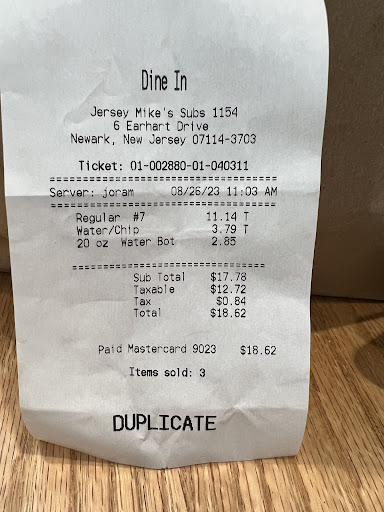 Dine In
Jersey Mike's Subs 1154
6 Earhart Drive
Newark, New Jersey 07114-3703
Ticket: 01-002880-01-040311
==============================
Server: joram 08/26/23 11:03 AM
==============================
Regular #7 11.14 T
Water/Chip 3.79 T
20 oz Water Bot 2.85
==============================
Sub Total $17.78
Taxable $12.72
Tax $0.84
Total $18.62
Paid Mastercard 9023 $18.62
Items sold: 3
DUPLICATE